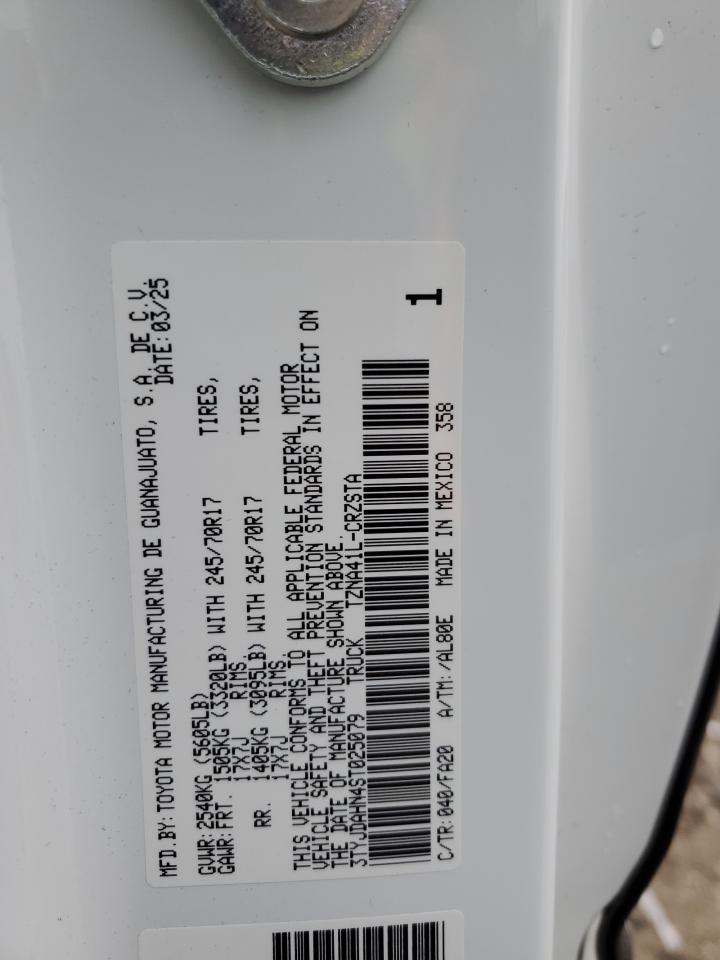 MFD.BY:TOYOTA MOTOR MANUFACTURING DE GUANAJUATO, S.A. DE C.V.
DATE:03/25
GVWR:2540KG (5605LB)
GAWR:FRT. 1505KG (3320LB) WITH 245/70R17 TIRES,
17X7J RIMS.
RR. 1405KG (3095LB) WITH 245/70R17 TIRES,
17X7J RIMS.
THIS VEHICLE CONFORMS TO ALL APPLICABLE FEDERAL MOTOR
VEHICLE SAFETY AND THEFT PREVENTION STANDARDS IN EFFECT ON
THE DATE OF MANUFACTURE SHOWN ABOVE.
3TYJDAHN4ST025079 TRUCK TZNA41L-CRZSTA
1
C/TR:040/FA20 A/TM:/AL80E MADE IN MEXICO 358